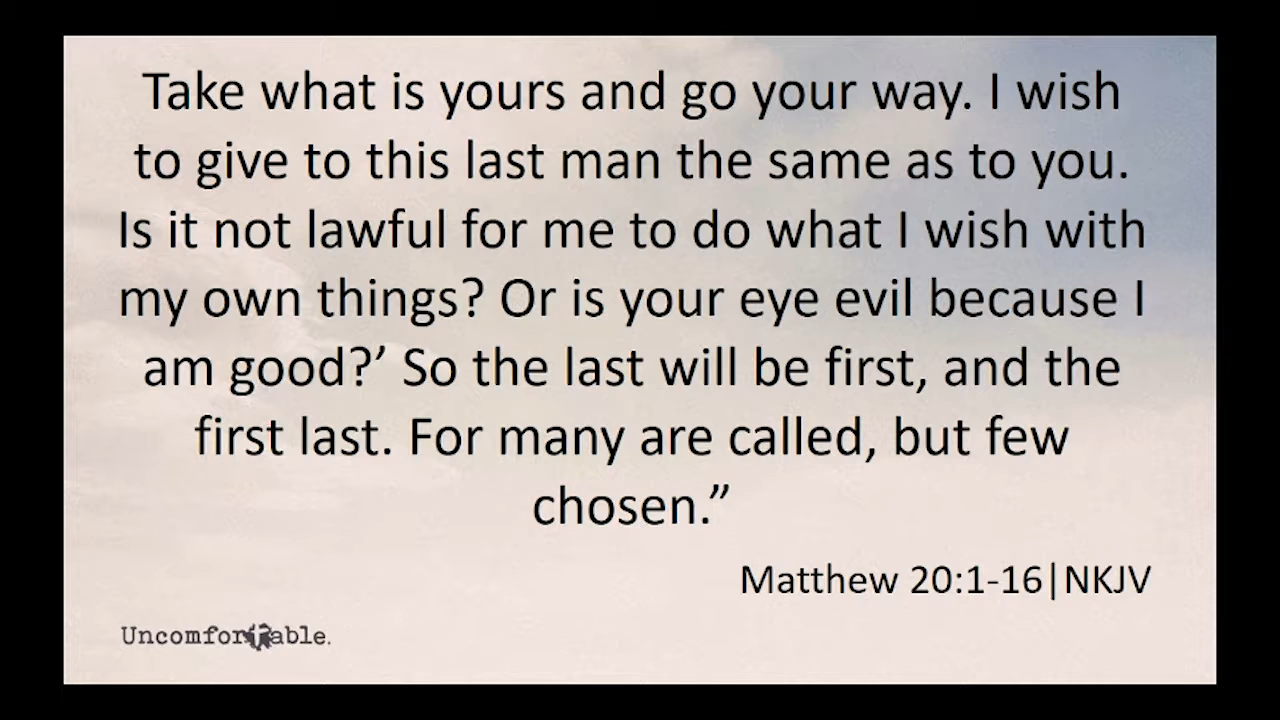 Take what is yours and go your way. I wish
to give to this last man the same as to you.
Is it not lawful for me to do what I wish with
my own things? Or is your eye evil because I
am good?’ So the last will be first, and the
first last. For many are called, but few
chosen.”
Matthew 20:1-16|NKJV
Uncomfortable.